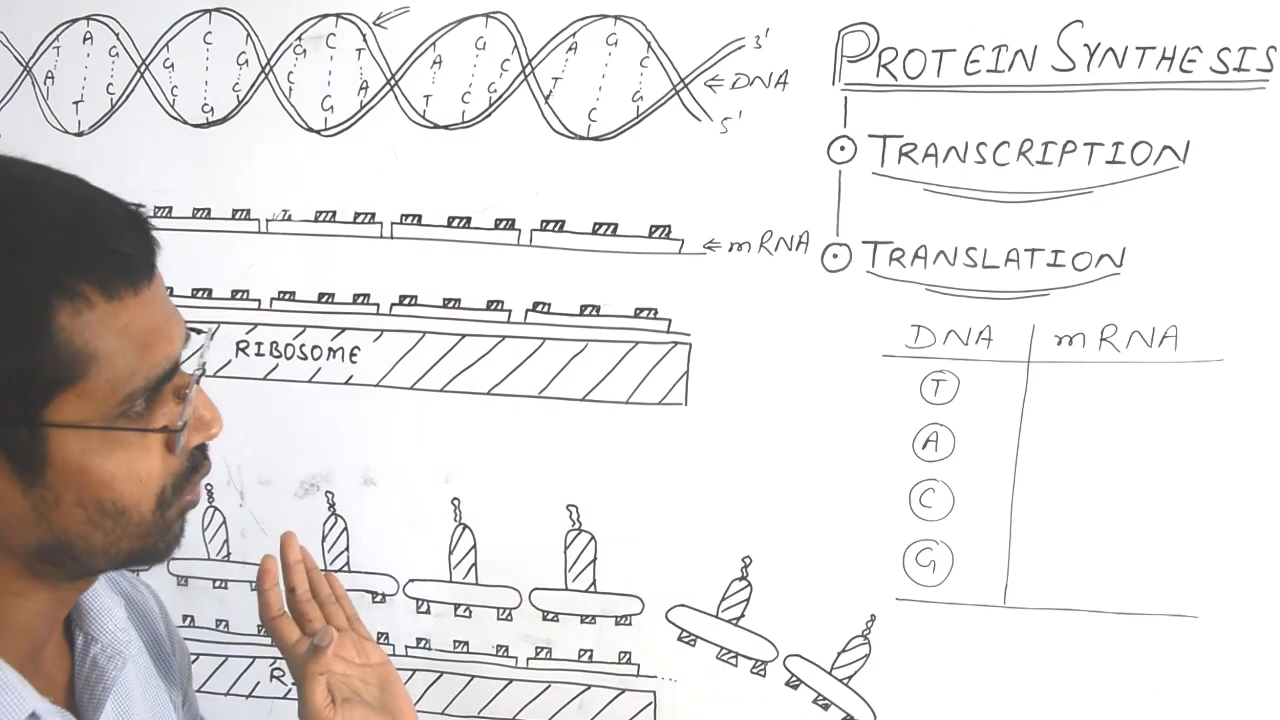 PROTEIN SYNTHESIS
TRANSCRIPTION
TRANSLATION
3'
⇐ DNA
5'
T A G C G G C T A G A G
A G C C G C
T C C G G A T C G T C G
⇐ mRNA
RIBOSOME
DNA | mRNA
T
A
C
G
R